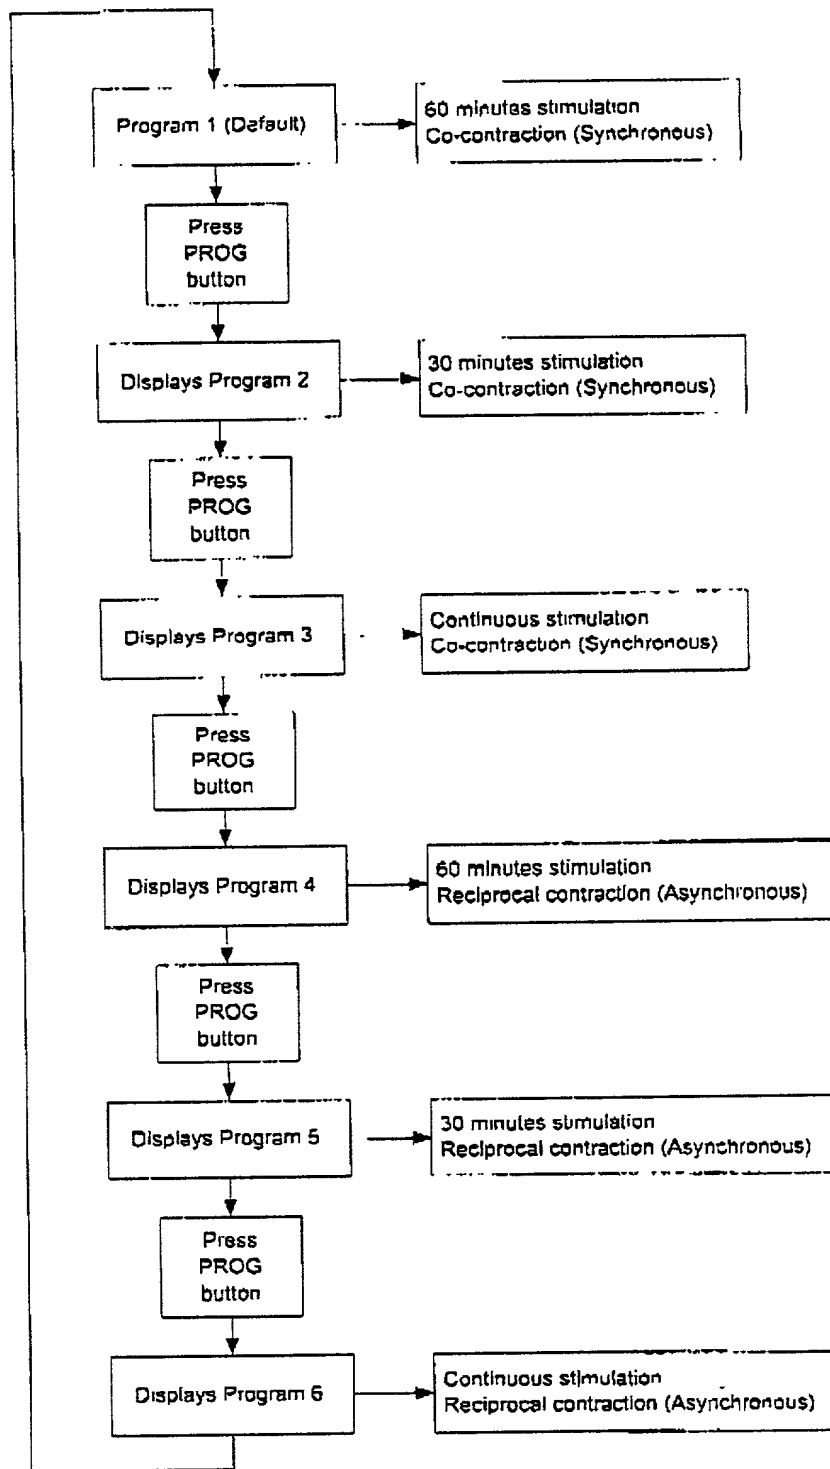 Program 1 (Default)
60 minutes stimulation
Co-contraction (Synchronous)
Press
PROG
button
Displays Program 2
30 minutes stimulation
Co-contraction (Synchronous)
Press
PROG
button
Displays Program 3
Continuous stimulation
Co-contraction (Synchronous)
Press
PROG
button
Displays Program 4
60 minutes stimulation
Reciprocal contraction (Asynchronous)
Press
PROG
button
Displays Program 5
30 minutes stimulation
Reciprocal contraction (Asynchronous)
Press
PROG
button
Displays Program 6
Continuous stimulation
Reciprocal contraction (Asynchronous)